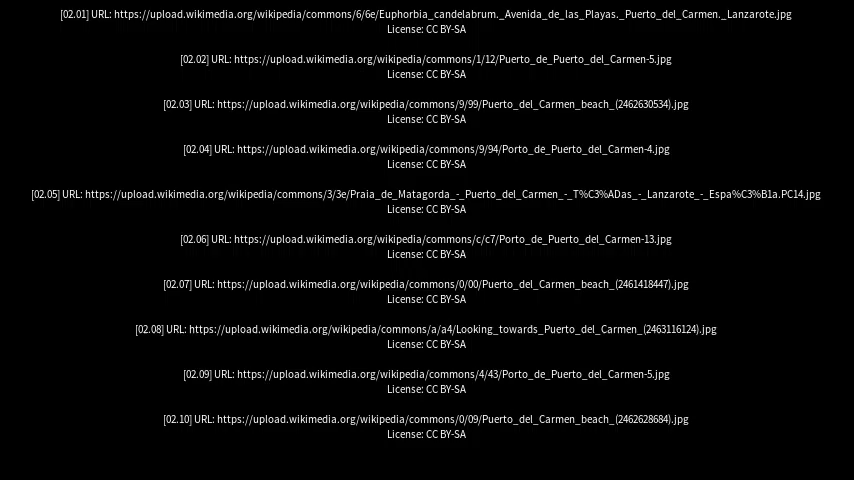 [02.01] URL: https://upload.wikimedia.org/wikipedia/commons/6/6e/Euphorbia_candelabrum._Avenida_de_las_Playas._Puerto_del_Carmen._Lanzarote.jpg
License: CC BY-SA
[02.02] URL: https://upload.wikimedia.org/wikipedia/commons/1/12/Puerto_de_Puerto_del_Carmen-5.jpg
License: CC BY-SA
[02.03] URL: https://upload.wikimedia.org/wikipedia/commons/9/99/Puerto_del_Carmen_beach_(2462630534).jpg
License: CC BY-SA
[02.04] URL: https://upload.wikimedia.org/wikipedia/commons/9/94/Porto_de_Puerto_del_Carmen-4.jpg
License: CC BY-SA
[02.05] URL: https://upload.wikimedia.org/wikipedia/commons/3/3e/Praia_de_Matagorda_-_Puerto_del_Carmen_-_T%C3%ADas_-_Lanzarote_-_Espa%C3%B1a.PC14.jpg
License: CC BY-SA
[02.06] URL: https://upload.wikimedia.org/wikipedia/commons/c/c7/Porto_de_Puerto_del_Carmen-13.jpg
License: CC BY-SA
[02.07] URL: https://upload.wikimedia.org/wikipedia/commons/0/00/Puerto_del_Carmen_beach_(2461418447).jpg
License: CC BY-SA
[02.08] URL: https://upload.wikimedia.org/wikipedia/commons/a/a4/Looking_towards_Puerto_del_Carmen_(2463116124).jpg
License: CC BY-SA
[02.09] URL: https://upload.wikimedia.org/wikipedia/commons/4/43/Porto_de_Puerto_del_Carmen-5.jpg
License: CC BY-SA
[02.10] URL: https://upload.wikimedia.org/wikipedia/commons/0/09/Puerto_del_Carmen_beach_(2462628684).jpg
License: CC BY-SA